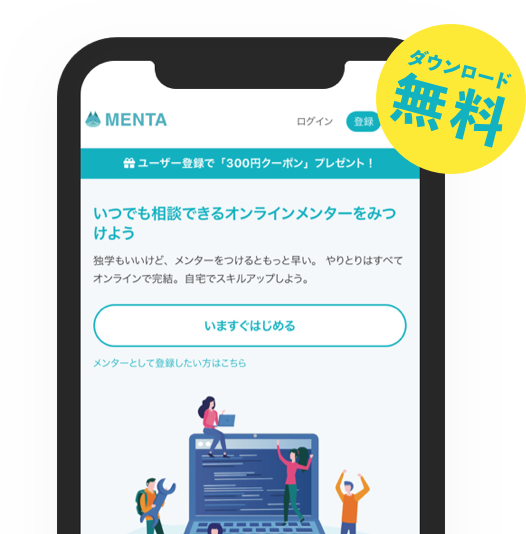 ダウンロード
無料
MENTA
ログイン
登録
ユーザー登録で「300円クーポン」プレゼント！
いつでも相談できるオンラインメンターをみつ
けよう
独学もいいけど、メンターをつけるともっと早い。 やりとりはすべて
オンラインで完結。自宅でスキルアップしよう。
いますぐはじめる
メンターとして登録したい方はこちら